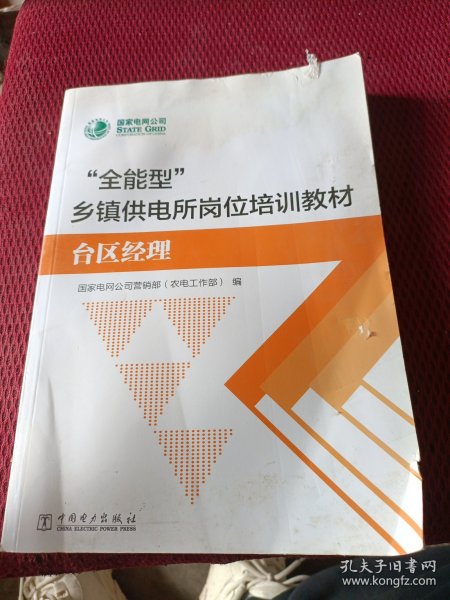 国家电网公司
STATE GRID
CORPORATION OF CHINA
“全能型”
乡镇供电所岗位培训教材
台区经理
国家电网公司营销部（农电工作部） 编
中国电力出版社
CHINA ELECTRIC POWER PRESS
孔夫子旧书网
www.kongfz.com